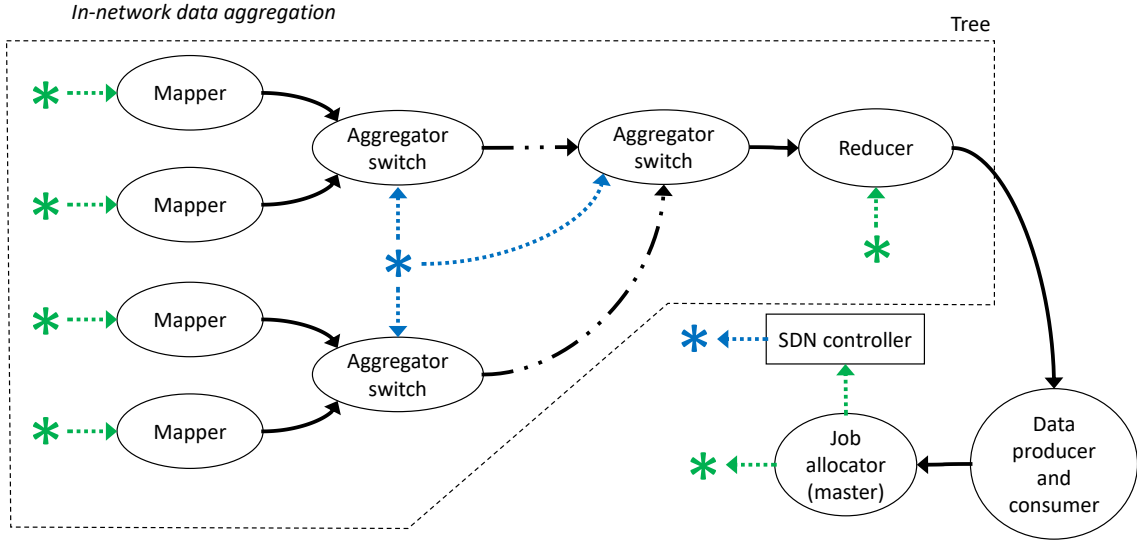 In-network data aggregation
Tree
Mapper
Aggregator
switch
Aggregator
switch
Reducer
Mapper
Mapper
Aggregator
switch
SDN controller
Mapper
Job
allocator
(master)
Data
producer
and
consumer